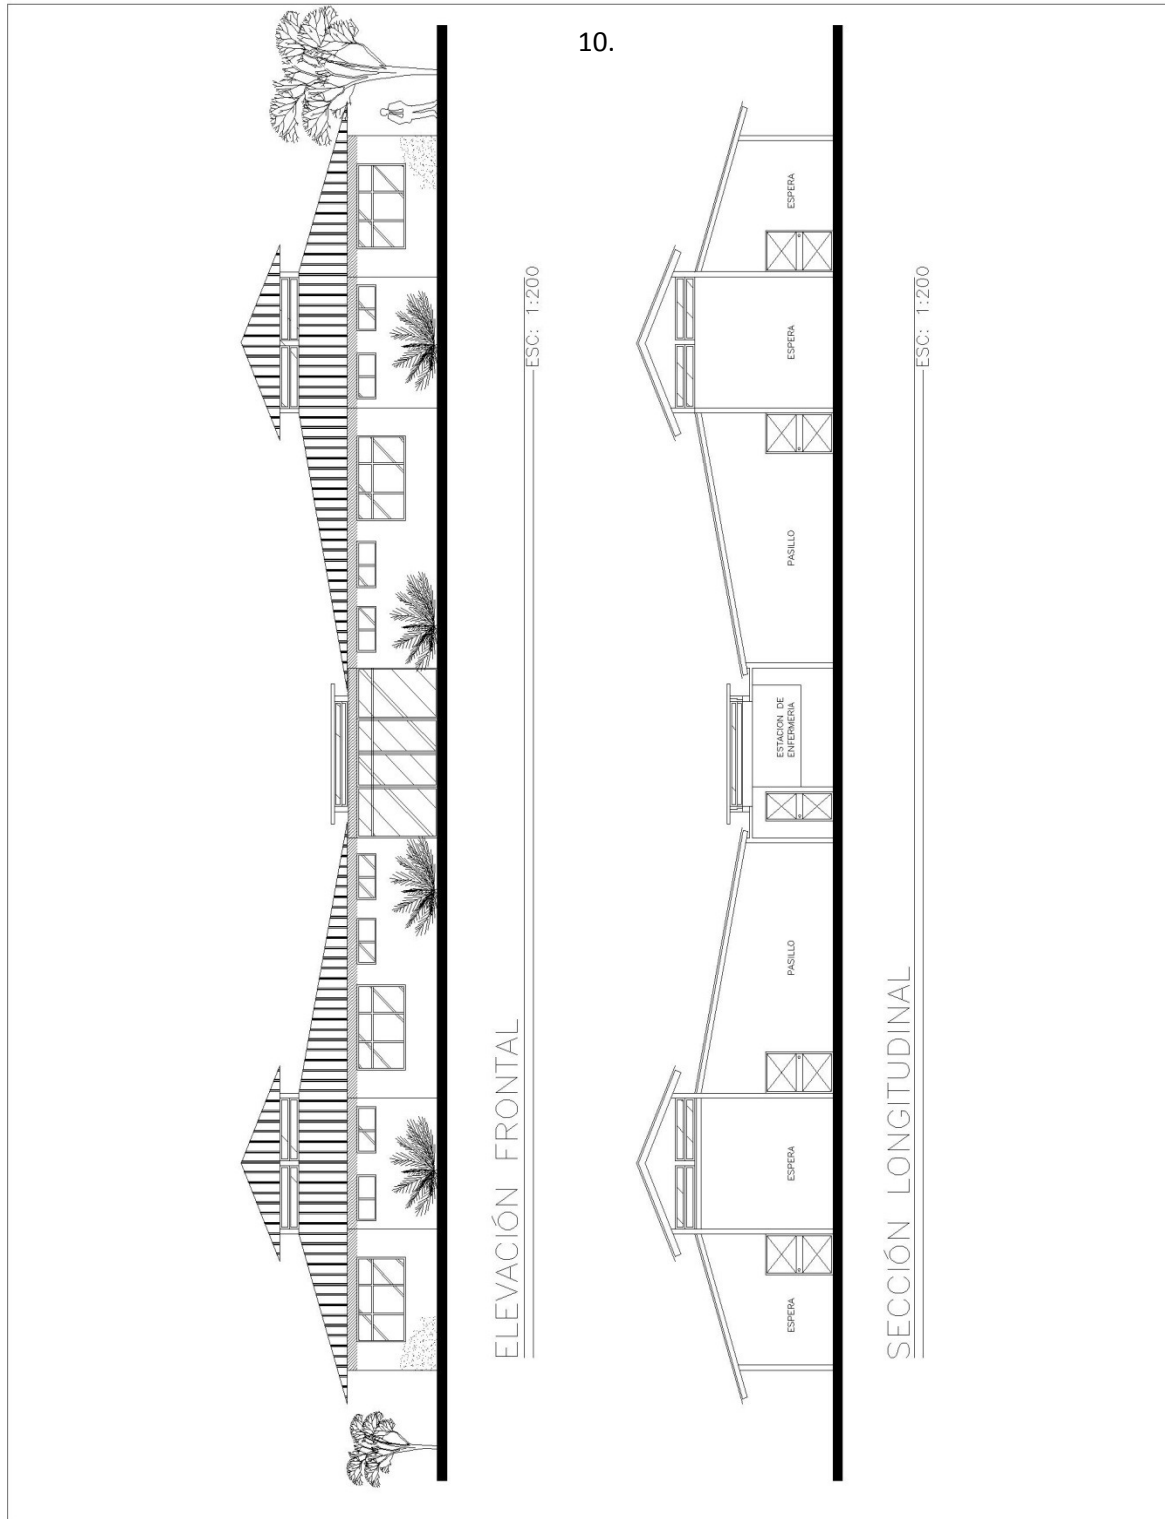 10.
ELEVACIÓN FRONTAL
ESC: 1:200
ESPERA
ESPERA
PASILLO
ESTACION DE
ENFERMERIA
PASILLO
ESPERA
ESPERA
SECCIÓN LONGITUDINAL
ESC: 1:200